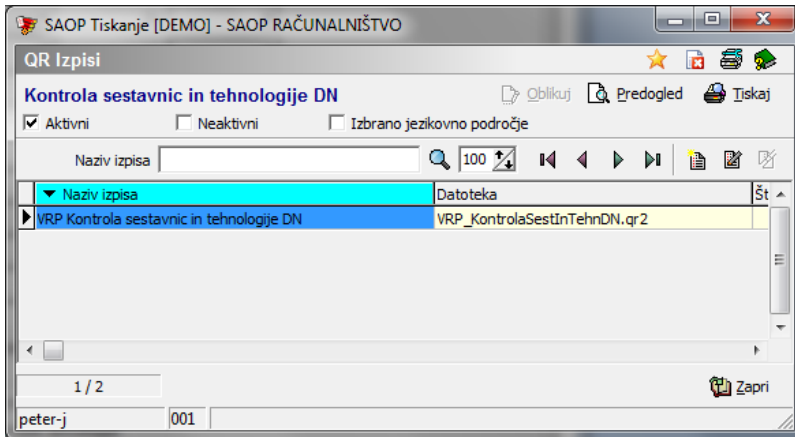 SAOP Tiskanje [DEMO] - SAOP RAČUNALNIŠTVO
QR Izpisi
Kontrola sestavnic in tehnologije DN Oblikuj Predogled Tiskaj
Aktivni Neaktivni Izbrano jezikovno področje
Naziv izpisa 100
Naziv izpisa Datoteka Št
VRP Kontrola sestavnic in tehnologije DN VRP_KontrolaSestInTehnDN.qr2
1 / 2 Zapri
peter-j 001